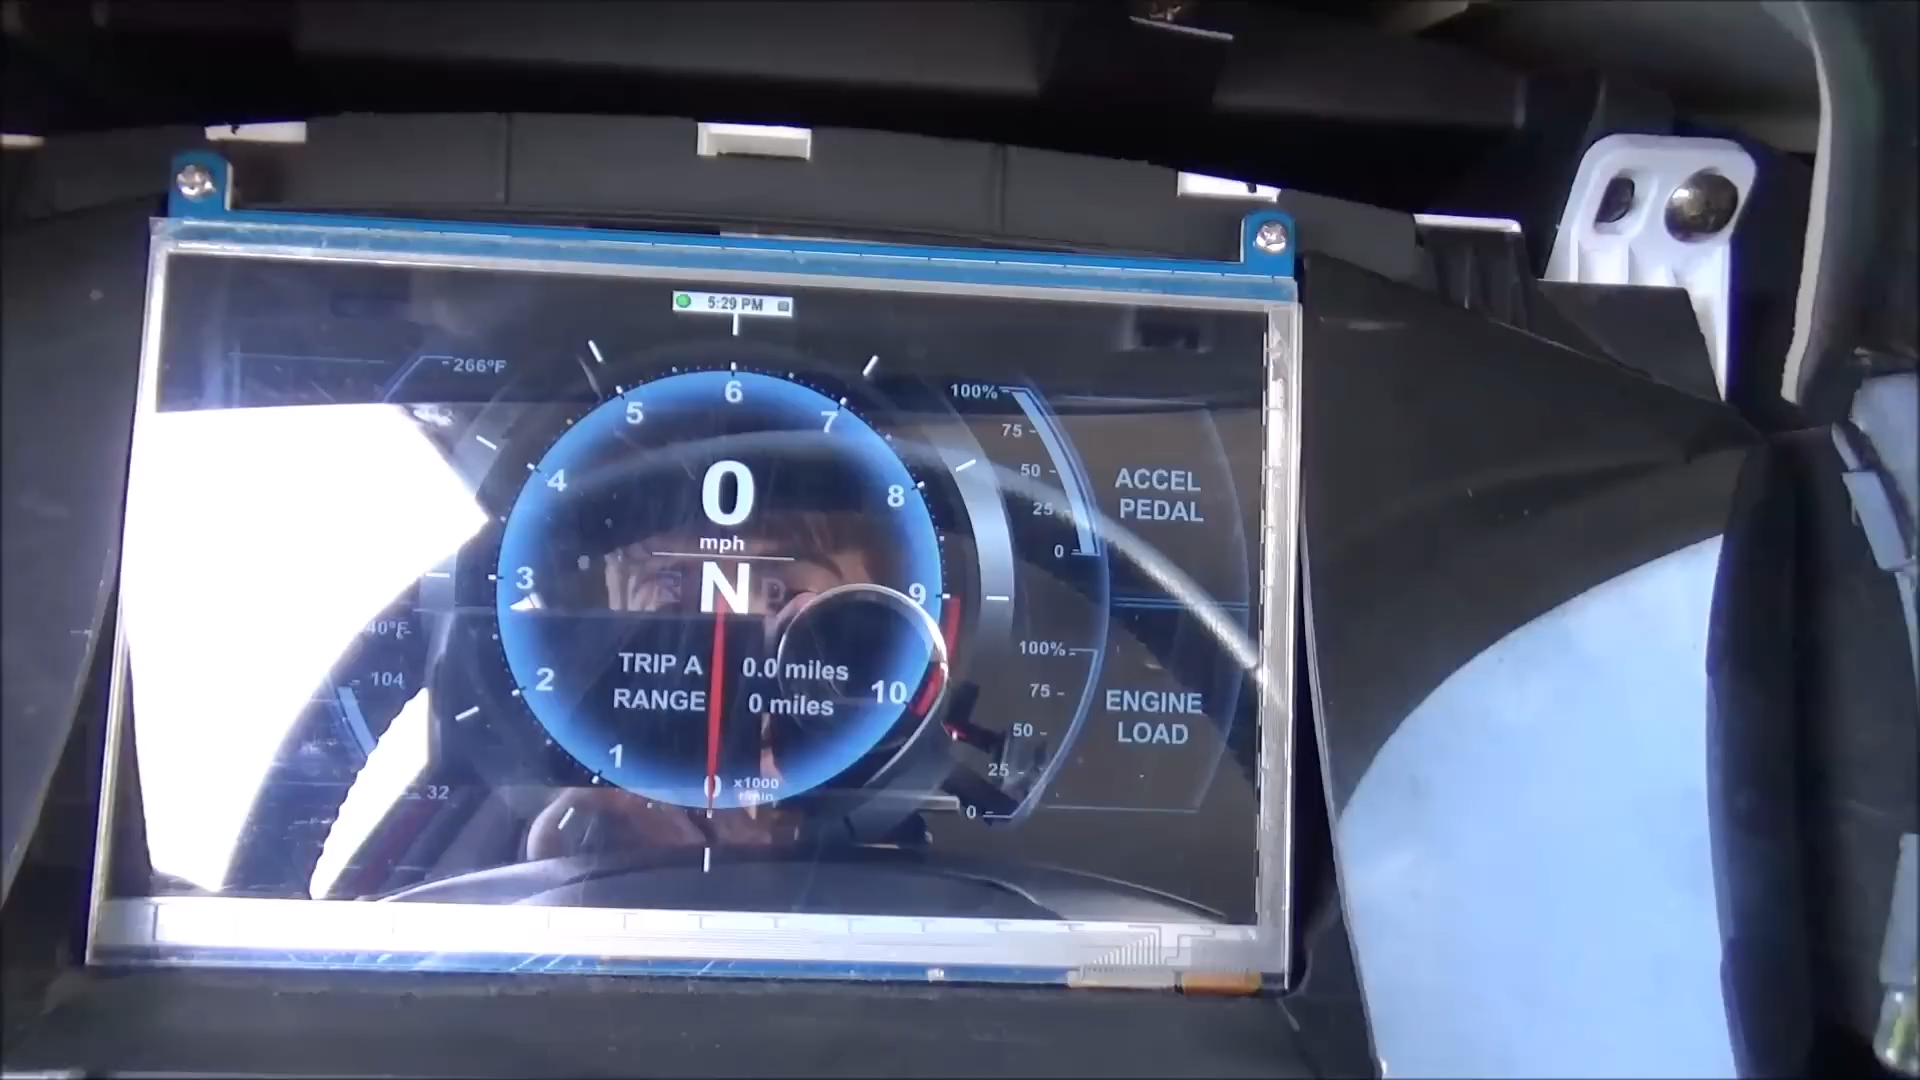 5:29 PM
266°F
6
5
7
4
8
3
9
2
10
1
0
x1000
r/min
0
mph
N
TRIP A 0.0 miles
RANGE 0 miles
40°F
104
32
100%
75
50
25
0
ACCEL
PEDAL
100%
75
50
25
0
ENGINE
LOAD